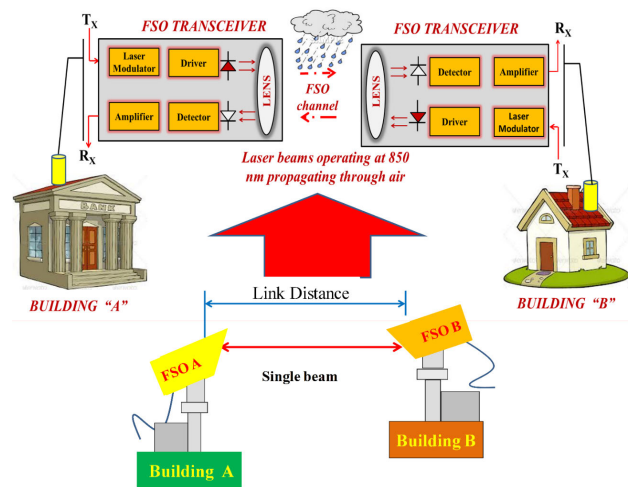 TX
FSO TRANSCEIVER
FSO TRANSCEIVER
RX
Laser
Modulator
Driver
LENS
FSO
channel
LENS
Detector
Amplifier
Amplifier
Detector
Driver
Laser
Modulator
RX
TX
Laser beams operating at 850
nm propagating through air
BANK
BUILDING "A"
BUILDING "B"
Link Distance
FSO A
FSO B
Single beam
Building A
Building B